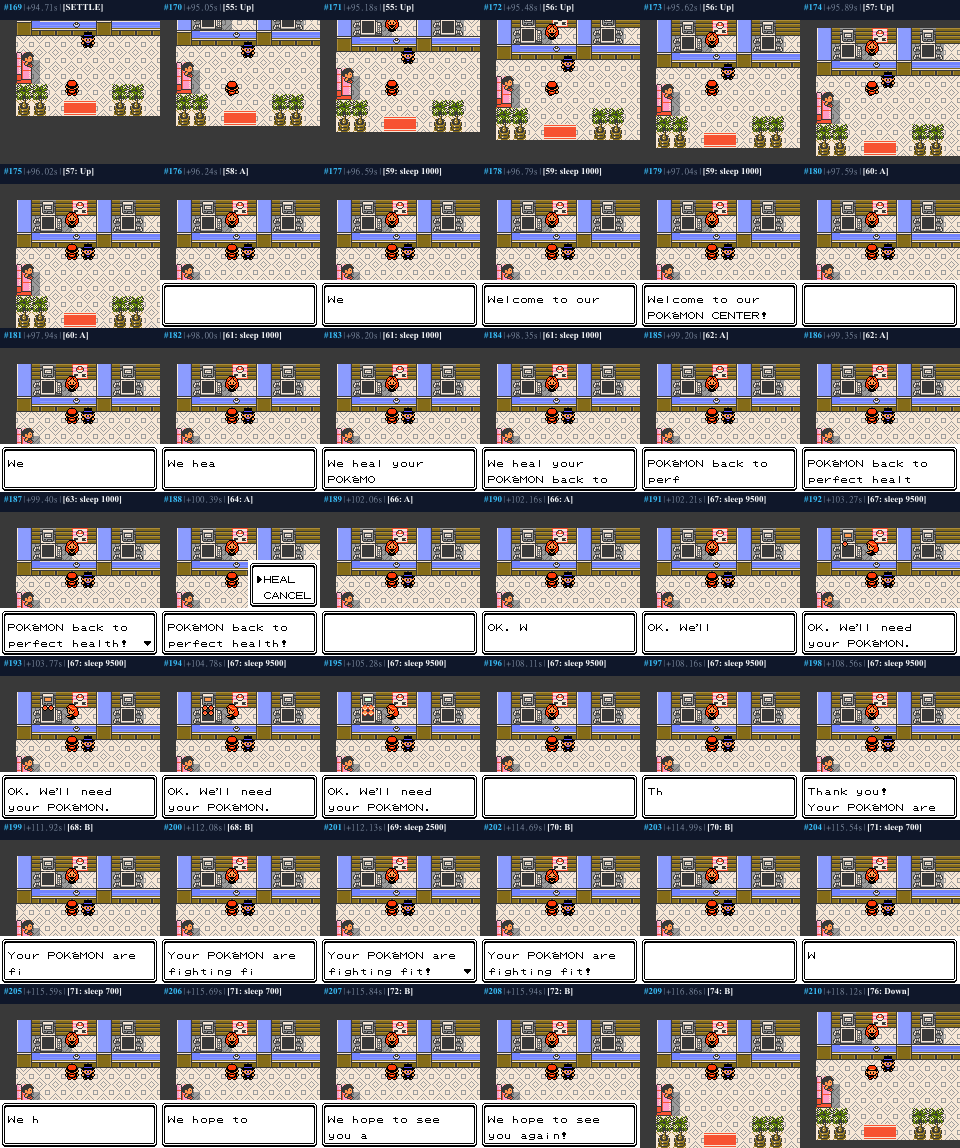 #169|+94.71s|[SETTLE]
#170|+95.05s|[55: Up]
#171|+95.18s|[55: Up]
#172|+95.48s|[56: Up]
#173|+95.62s|[56: Up]
#174|+95.89s|[57: Up]
#175|+96.02s|[57: Up]
#176|+96.24s|[58: A]
#177|+96.59s|[59: sleep 1000]
We
#178|+96.79s|[59: sleep 1000]
Welcome to our
#179|+97.04s|[59: sleep 1000]
Welcome to our
POKéMON CENTER!
#180|+97.59s|[60: A]
#181|+97.94s|[60: A]
We
#182|+98.00s|[61: sleep 1000]
We hea
#183|+98.20s|[61: sleep 1000]
We heal your
POKéMO
#184|+98.35s|[61: sleep 1000]
We heal your
POKéMON back to
#185|+99.20s|[62: A]
POKéMON back to
perf
#186|+99.35s|[62: A]
POKéMON back to
perfect healt
#187|+99.40s|[63: sleep 1000]
POKéMON back to
perfect health!
#188|+100.39s|[64: A]
HEAL
CANCEL
POKéMON back to
perfect health!
#189|+102.06s|[66: A]
#190|+102.16s|[66: A]
OK. W
#191|+102.21s|[67: sleep 9500]
OK. We'll
#192|+103.27s|[67: sleep 9500]
OK. We'll need
your POKéMON.
#193|+103.77s|[67: sleep 9500]
OK. We'll need
your POKéMON.
#194|+104.78s|[67: sleep 9500]
OK. We'll need
your POKéMON.
#195|+105.28s|[67: sleep 9500]
OK. We'll need
your POKéMON.
#196|+108.11s|[67: sleep 9500]
#197|+108.16s|[67: sleep 9500]
Th
#198|+108.56s|[67: sleep 9500]
Thank you!
Your POKéMON are
#199|+111.92s|[68: B]
Your POKéMON are
fi
#200|+112.08s|[68: B]
Your POKéMON are
fighting fi
#201|+112.13s|[69: sleep 2500]
Your POKéMON are
fighting fit!
#202|+114.69s|[70: B]
Your POKéMON are
fighting fit!
#203|+114.99s|[70: B]
#204|+115.54s|[71: sleep 700]
W
#205|+115.59s|[71: sleep 700]
We h
#206|+115.69s|[71: sleep 700]
We hope to
#207|+115.84s|[72: B]
We hope to see
you a
#208|+115.94s|[72: B]
We hope to see
you again!
#209|+116.86s|[74: B]
#210|+118.12s|[76: Down]